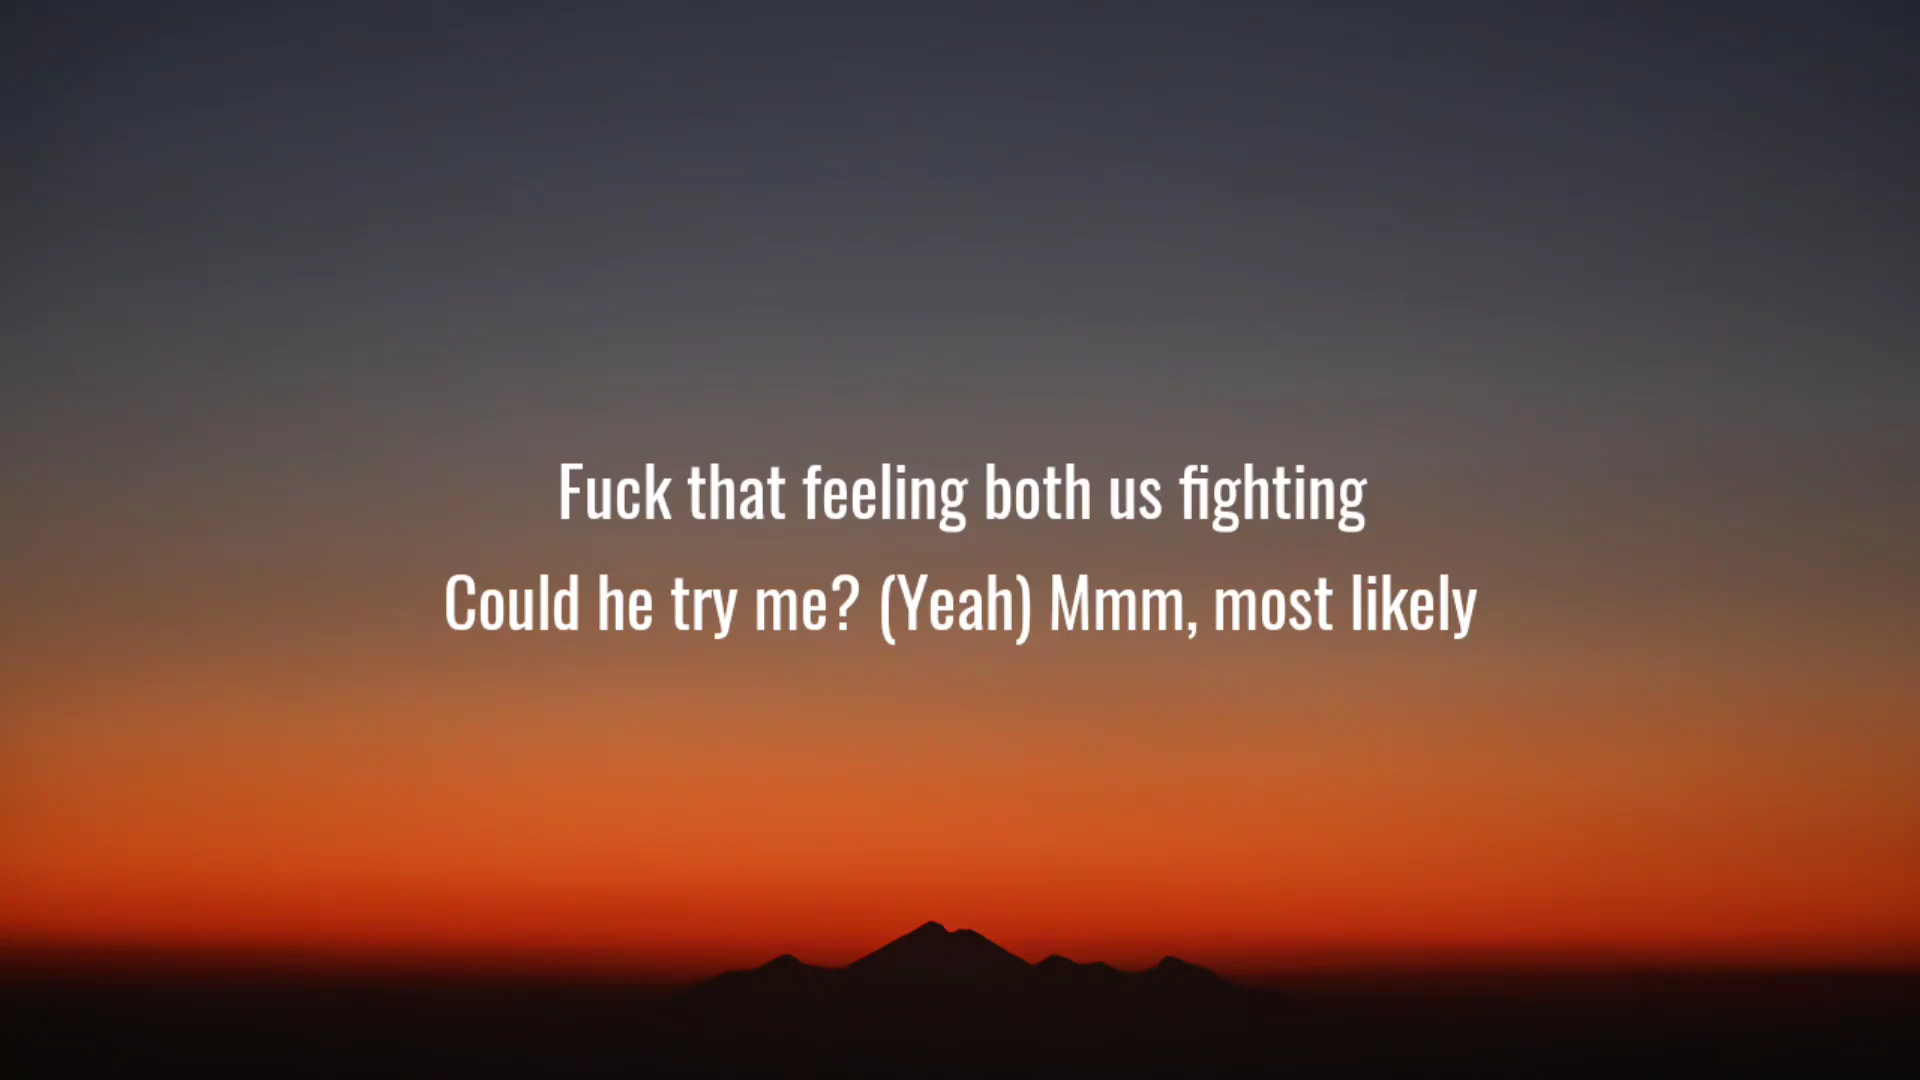 Fuck that feeling both us fighting
Could he try me? (Yeah) Mmm, most likely